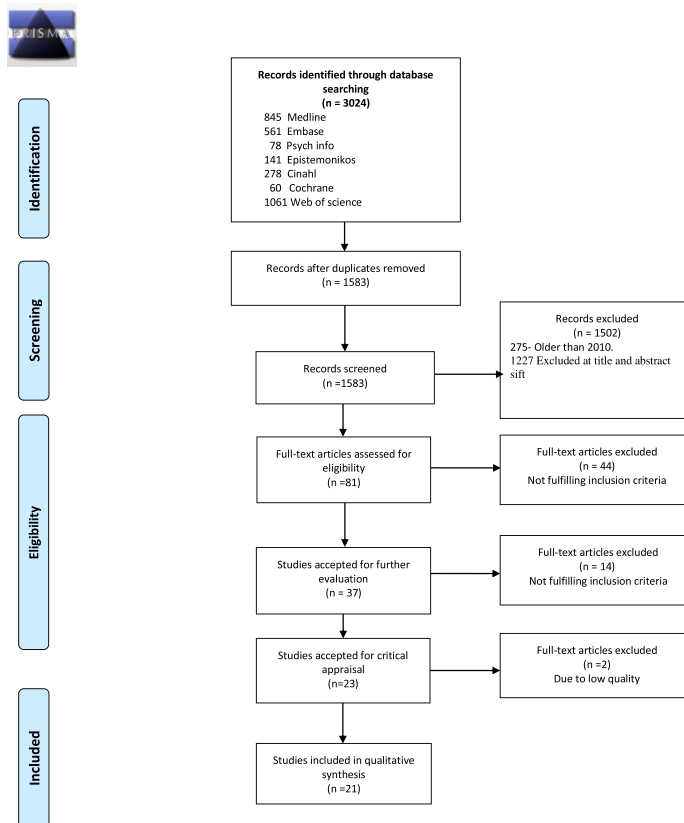 PRISMA
Identification
Records identified through database
searching
(n = 3024)
845 Medline
561 Embase
78 Psych info
141 Epistemonikos
278 Cinahl
60 Cochrane
1061 Web of science
Records after duplicates removed
(n = 1583)
Screening
Records screened
(n =1583)
Records excluded
(n = 1502)
275- Older than 2010.
1227 Excluded at title and abstract
sift
Eligibility
Full-text articles assessed for
eligibility
(n =81)
Full-text articles excluded
(n = 44)
Not fulfilling inclusion criteria
Studies accepted for further
evaluation
(n = 37)
Full-text articles excluded
(n = 14)
Not fulfilling inclusion criteria
Studies accepted for critical
appraisal
(n=23)
Full-text articles excluded
(n =2)
Due to low quality
Included
Studies included in qualitative
synthesis
(n =21)